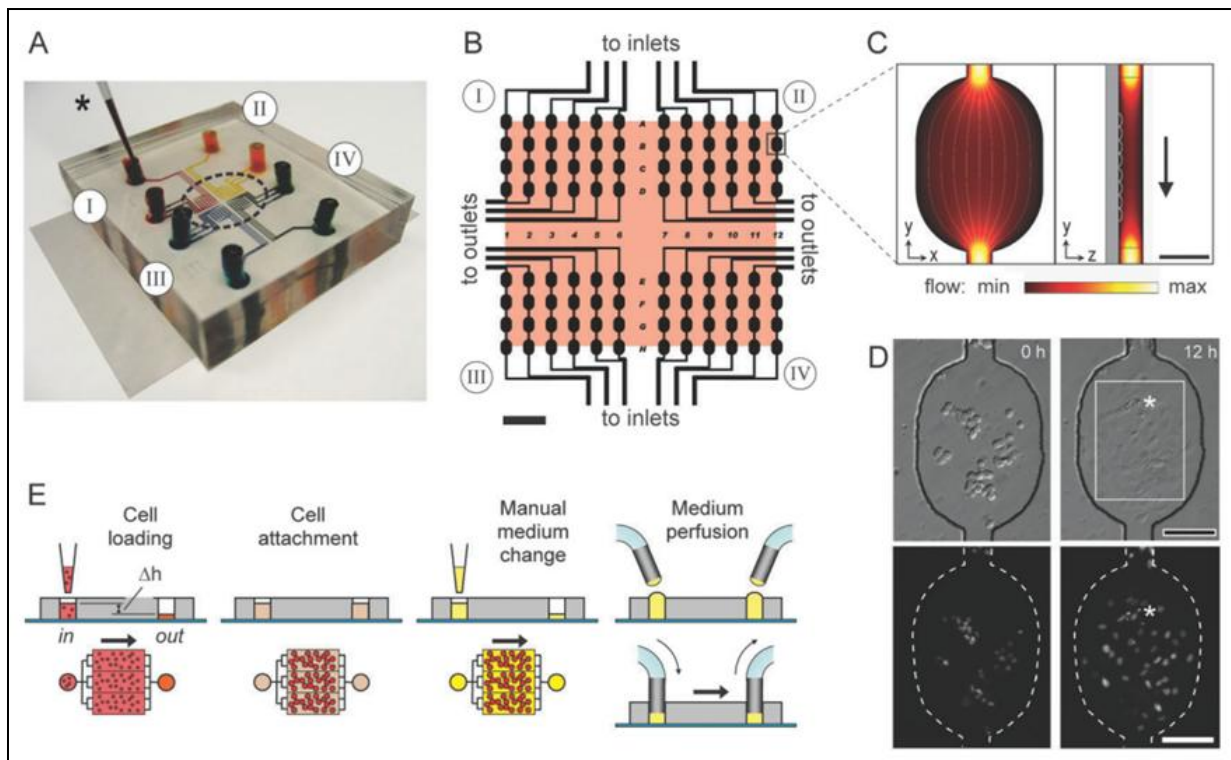 A
*
I
II
III
IV
B
to inlets
I
II
A
B
C
D
to outlets
1 2 3 4 5 6 7 8 9 10 11 12
to outlets
E
F
G
H
III
IV
to inlets
C
y
x
y
z
flow: min max
D
0 h
12 h
*
*
E
Cell
loading
Δh
in
out
Cell
attachment
Manual
medium
change
Medium
perfusion